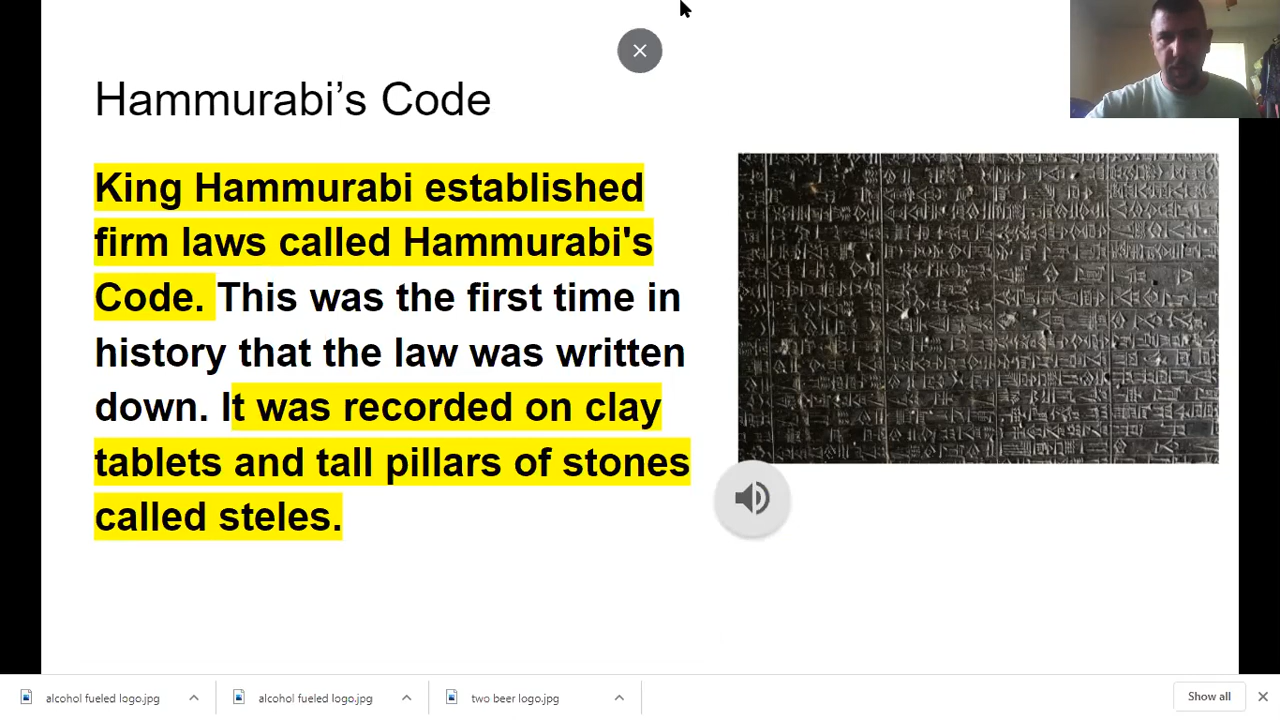 Hammurabi’s Code
King Hammurabi established
firm laws called Hammurabi's
Code. This was the first time in
history that the law was written
down. It was recorded on clay
tablets and tall pillars of stones
called steles.
alcohol fueled logo.jpg
alcohol fueled logo.jpg
two beer logo.jpg
Show all